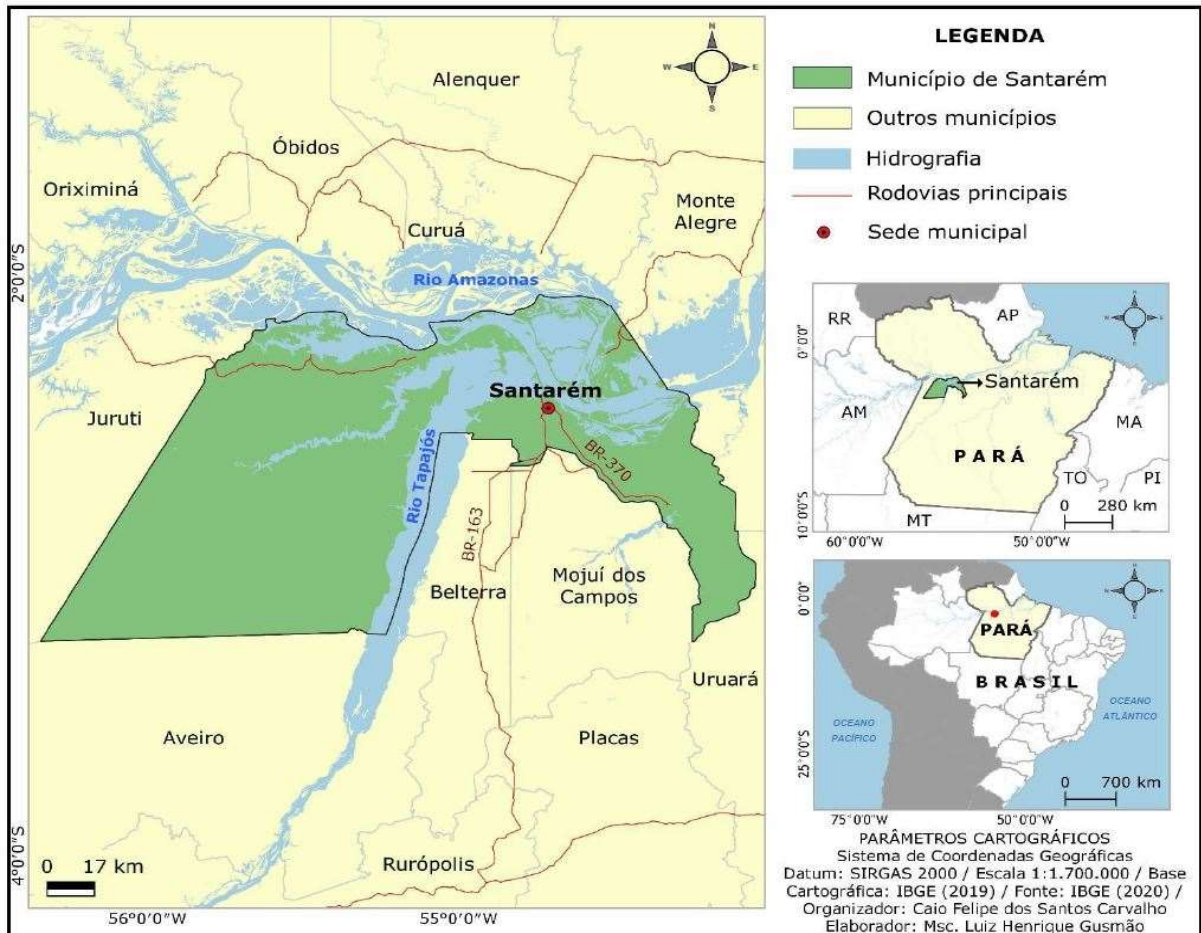 N
W E
S
Alenquer
Óbidos
Oriximiná
Monte
Alegre
Curuá
Rio Amazonas
Santarém
Juruti
Rio Tapajós
BR-370
BR-163
Belterra
Mojuí dos
Campos
Uruará
Aveiro
Placas
Rurópolis
0 17 km
2°0'0"S
4°0'0"S
56°0'0"W
55°0'0"W
LEGENDA
Município de Santarém
Outros municípios
Hidrografia
Rodovias principais
Sede municipal
RR
AP
Santarém
AM
MA
PARÁ
TO
PI
MT
0 280 km
0°0'0"
10°0'0"S
60°0'0"W
50°0'0"W
PARÁ
BRASIL
OCEANO
ATLÂNTICO
OCEANO
PACÍFICO
0 700 km
0°0'0"
25°0'0"S
75°0'0"W
50°0'0"W
PARÂMETROS CARTOGRÁFICOS
Sistema de Coordenadas Geográficas
Datum: SIRGAS 2000 / Escala 1:1.700.000 / Base
Cartográfica: IBGE (2019) / Fonte: IBGE (2020) /
Organizador: Caio Felipe dos Santos Carvalho
Elaborador: Msc. Luiz Henrique Gusmão